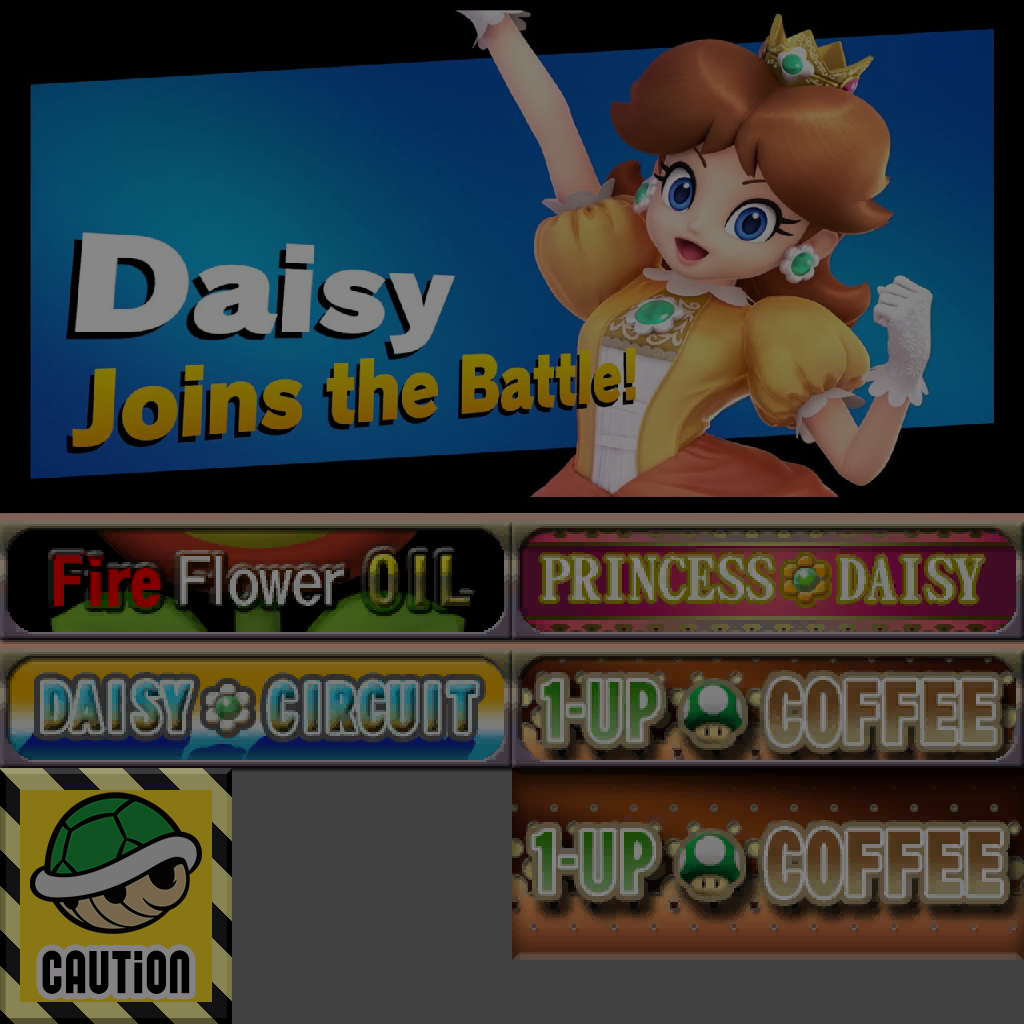 Daisy
Joins the Battle!
Fire Flower OIL
PRINCESS DAISY
DAISY CIRCUIT
1-UP COFFEE
CAUTiON
1-UP COFFEE